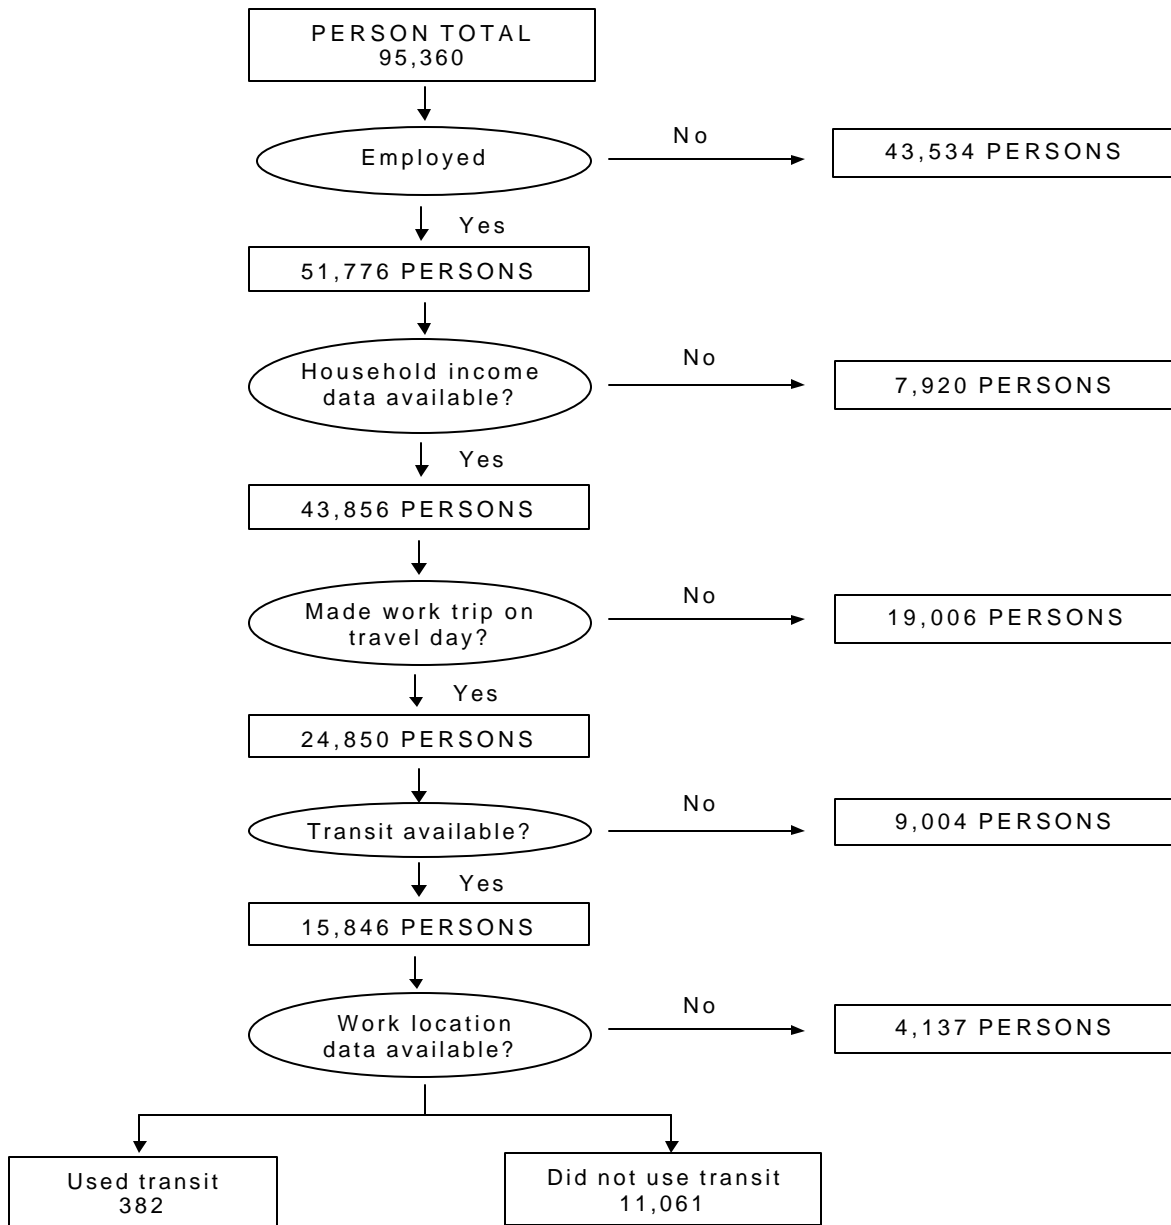 PERSON TOTAL
95,360
Employed
No
43,534 PERSONS
Yes
51,776 PERSONS
Household income
data available?
No
7,920 PERSONS
Yes
43,856 PERSONS
Made work trip on
travel day?
No
19,006 PERSONS
Yes
24,850 PERSONS
Transit available?
No
9,004 PERSONS
Yes
15,846 PERSONS
Work location
data available?
No
4,137 PERSONS
Used transit
382
Did not use transit
11,061